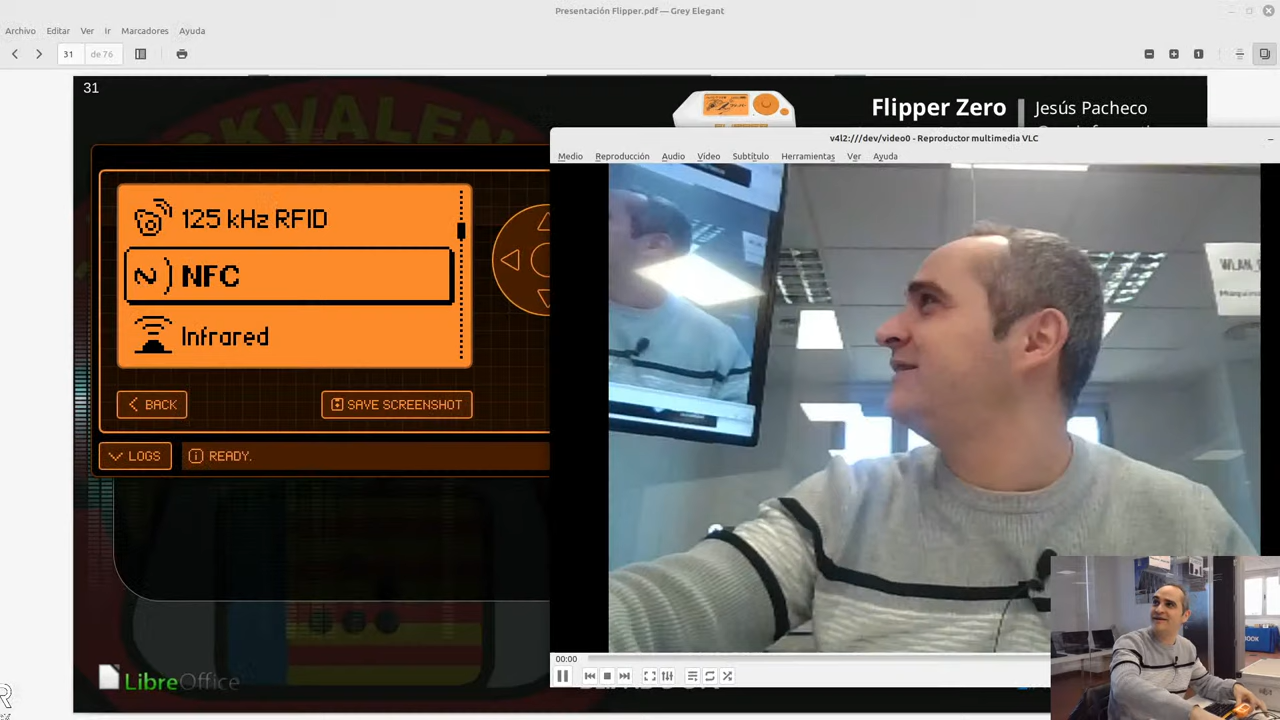 Presentación Flipper.pdf — Grey Elegant
Archivo Editar Ver Ir Marcadores Ayuda
31 de 76
31
Flipper Zero | Jesús Pacheco
v4l2:///dev/video0 - Reproductor multimedia VLC
Medio Reproducción Audio Vídeo Subtítulo Herramientas Ver Ayuda
125 kHz RFID
NFC
Infrared
BACK
SAVE SCREENSHOT
LOGS
READY.
WLAN_
00:00
LibreOffice